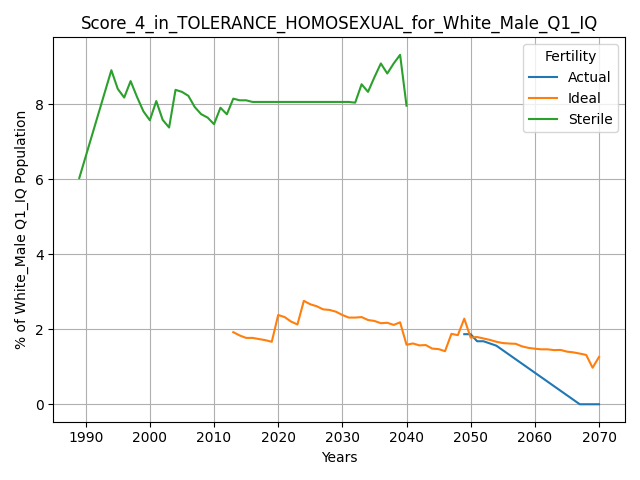 Score_4_in_TOLERANCE_HOMOSEXUAL_for_White_Male_Q1_IQ
Fertility
Actual
Ideal
Sterile
% of White_Male Q1_IQ Population
8
6
4
2
0
1990 2000 2010 2020 2030 2040 2050 2060 2070
Years